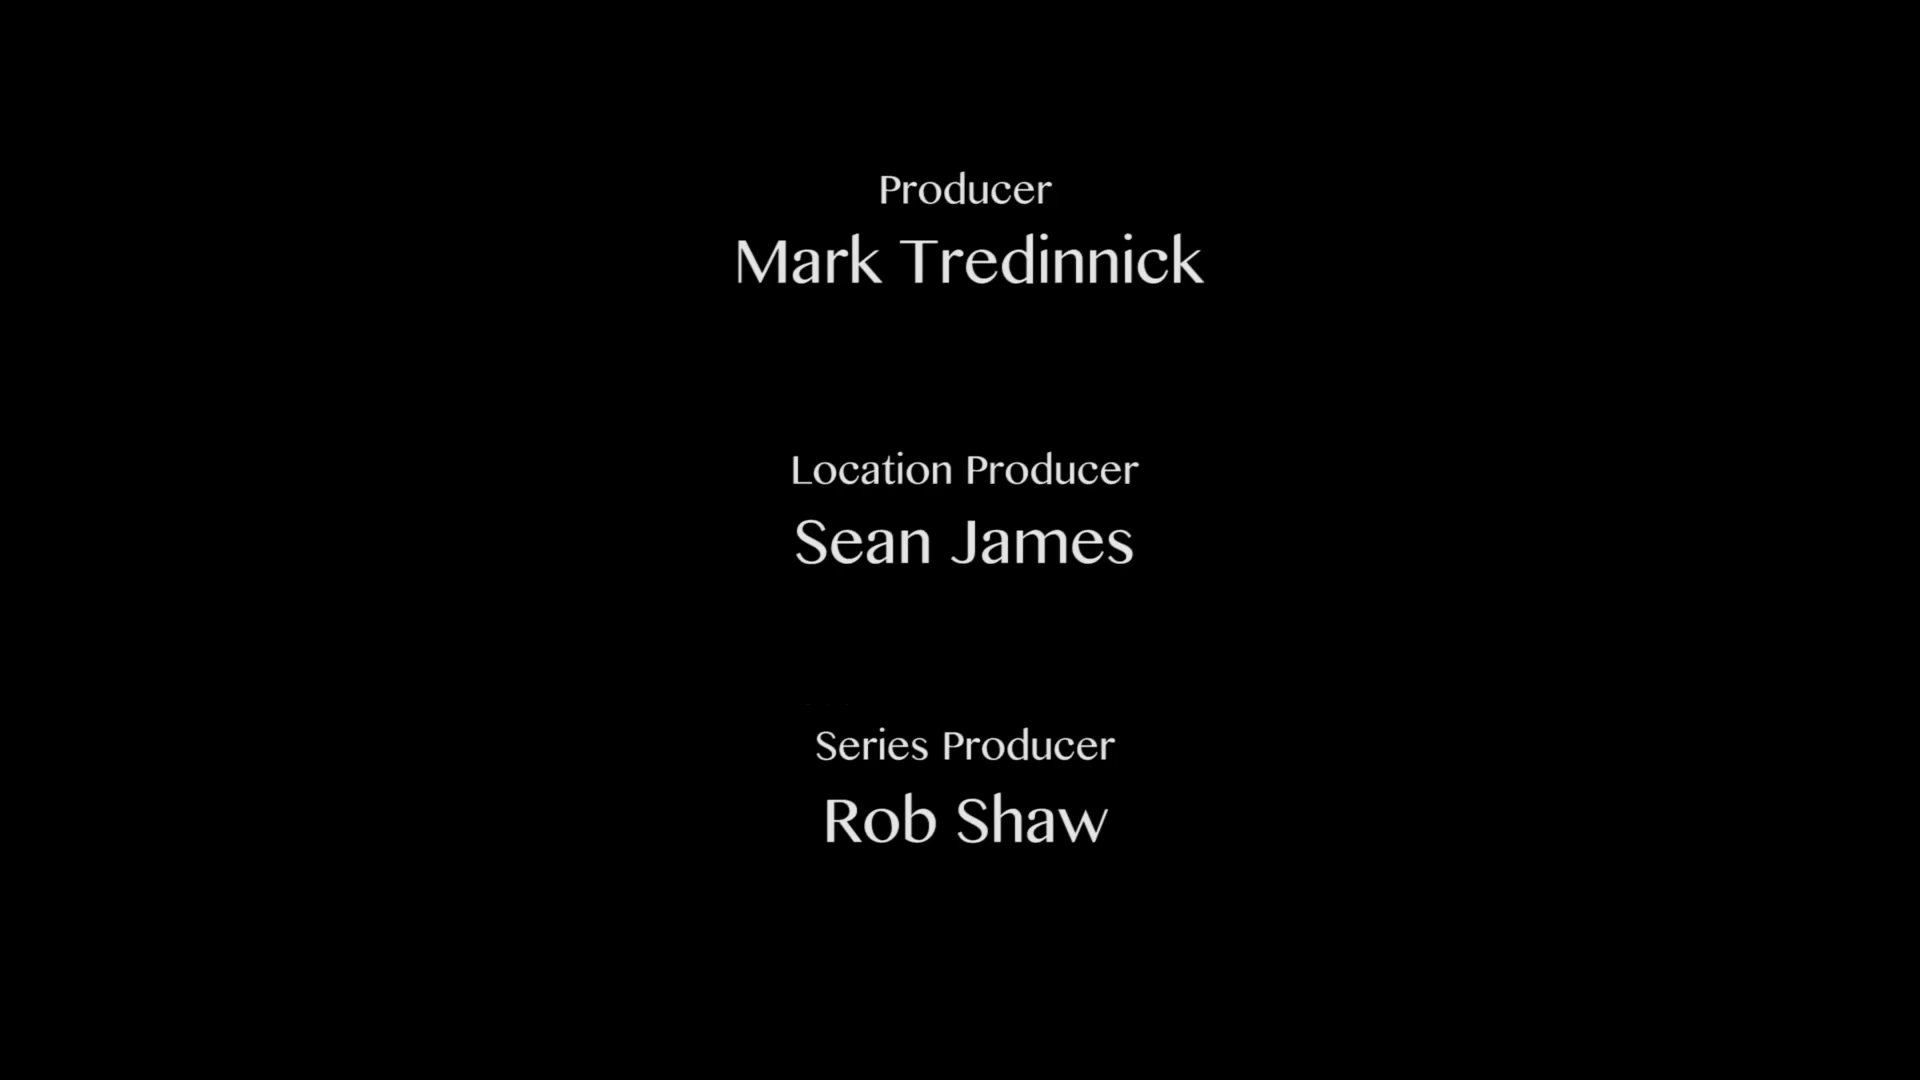 Producer
Mark Tredinnick
Location Producer
Sean James
Series Producer
Rob Shaw